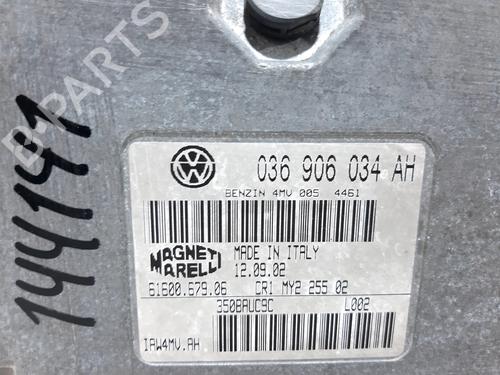 B-PARTS
1444141
036 906 034 AH
BENZIN 4MV 005 4461
MAGNETI MARELLI
MADE IN ITALY
12.09.02
61600.679.06 CR1 MY2 255 02
350BAUC9C L002
IAW4MV.AH